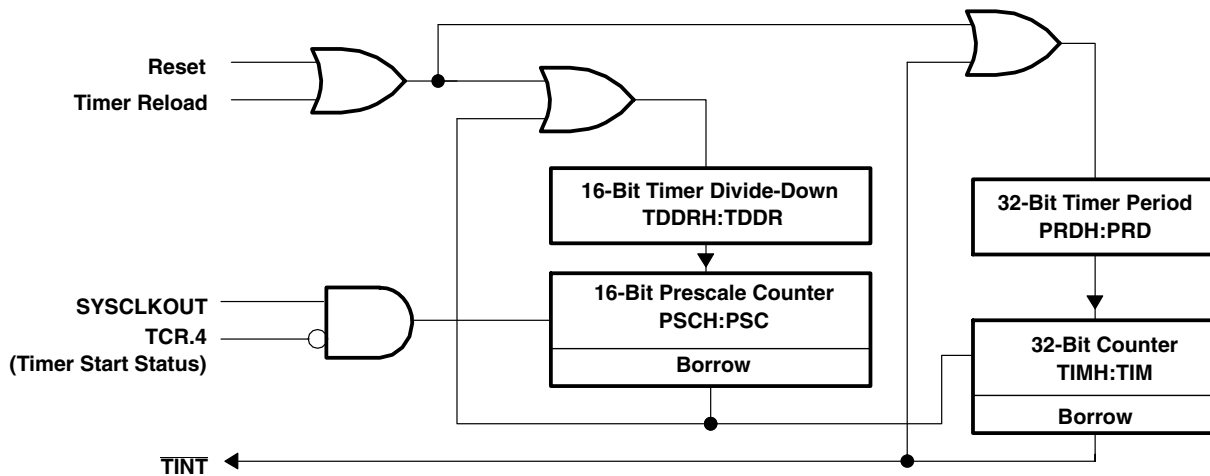 Reset
Timer Reload
16-Bit Timer Divide-Down
TDDRH:TDDR
32-Bit Timer Period
PRDH:PRD
SYSCLKOUT
TCR.4
(Timer Start Status)
16-Bit Prescale Counter
PSCH:PSC
Borrow
32-Bit Counter
TIMH:TIM
Borrow
TINT